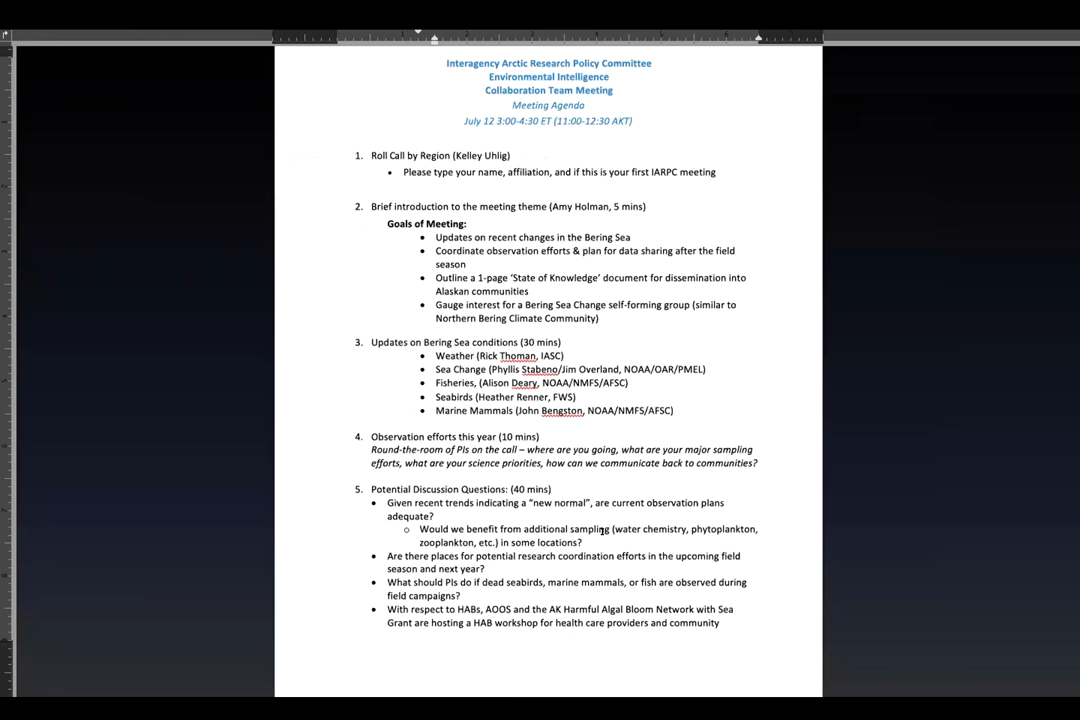 Interagency Arctic Research Policy Committee
Environmental Intelligence
Collaboration Team Meeting
Meeting Agenda
July 12 3:00-4:30 ET (11:00-12:30 AKT)
1. Roll Call by Region (Kelley Uhlig)
• Please type your name, affiliation, and if this is your first IARPC meeting
2. Brief introduction to the meeting theme (Amy Holman, 5 mins)
Goals of Meeting:
• Updates on recent changes in the Bering Sea
• Coordinate observation efforts & plan for data sharing after the field
season
• Outline a 1-page ‘State of Knowledge’ document for dissemination into
Alaskan communities
• Gauge interest for a Bering Sea Change self-forming group (similar to
Northern Bering Climate Community)
3. Updates on Bering Sea conditions (30 mins)
• Weather (Rick Thoman, IASC)
• Sea Change (Phyllis Stabeno/Jim Overland, NOAA/OAR/PMEL)
• Fisheries, (Alison Deary, NOAA/NMFS/AFSC)
• Seabirds (Heather Renner, FWS)
• Marine Mammals (John Bengston, NOAA/NMFS/AFSC)
4. Observation efforts this year (10 mins)
Round-the-room of PIs on the call – where are you going, what are your major sampling
efforts, what are your science priorities, how can we communicate back to communities?
5. Potential Discussion Questions: (40 mins)
• Given recent trends indicating a “new normal”, are current observation plans
adequate?
o Would we benefit from additional sampling (water chemistry, phytoplankton,
zooplankton, etc.) in some locations?
• Are there places for potential research coordination efforts in the upcoming field
season and next year?
• What should PIs do if dead seabirds, marine mammals, or fish are observed during
field campaigns?
• With respect to HABs, AOOS and the AK Harmful Algal Bloom Network with Sea
Grant are hosting a HAB workshop for health care providers and community